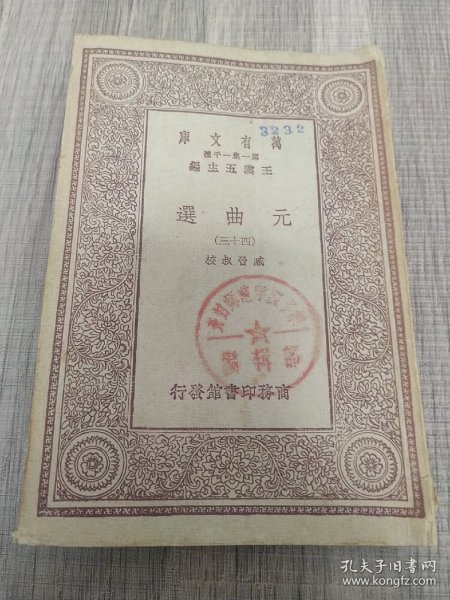 3232
庫文有萬
種千一集一第
編主五雲王
選曲元
(三十四)
校叔晉臧
行發館書印務商
孔夫子旧书网
www.kongfz.com